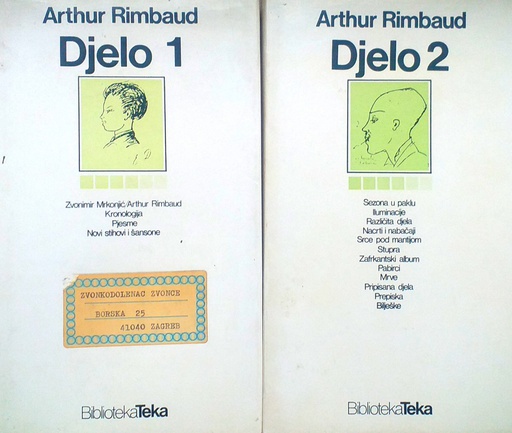 Arthur Rimbaud
Djelo 1
Zvonimir Mrkonjić: Arthur Rimbaud
Kronologija
Pjesme
Novi stihovi i šansone
ZVONKODOLENAC ZVONCE
BORSKA 25
41040 ZAGREB
BibliotekaTeka
Arthur Rimbaud
Djelo 2
Sezona u paklu
Iluminacije
Različita djela
Nacrti i nabačaji
Srce pod mantijom
Stupra
Zafrkantski album
Pabirci
Mrve
Pripisana djela
Prepiska
Bilješke
BibliotekaTeka